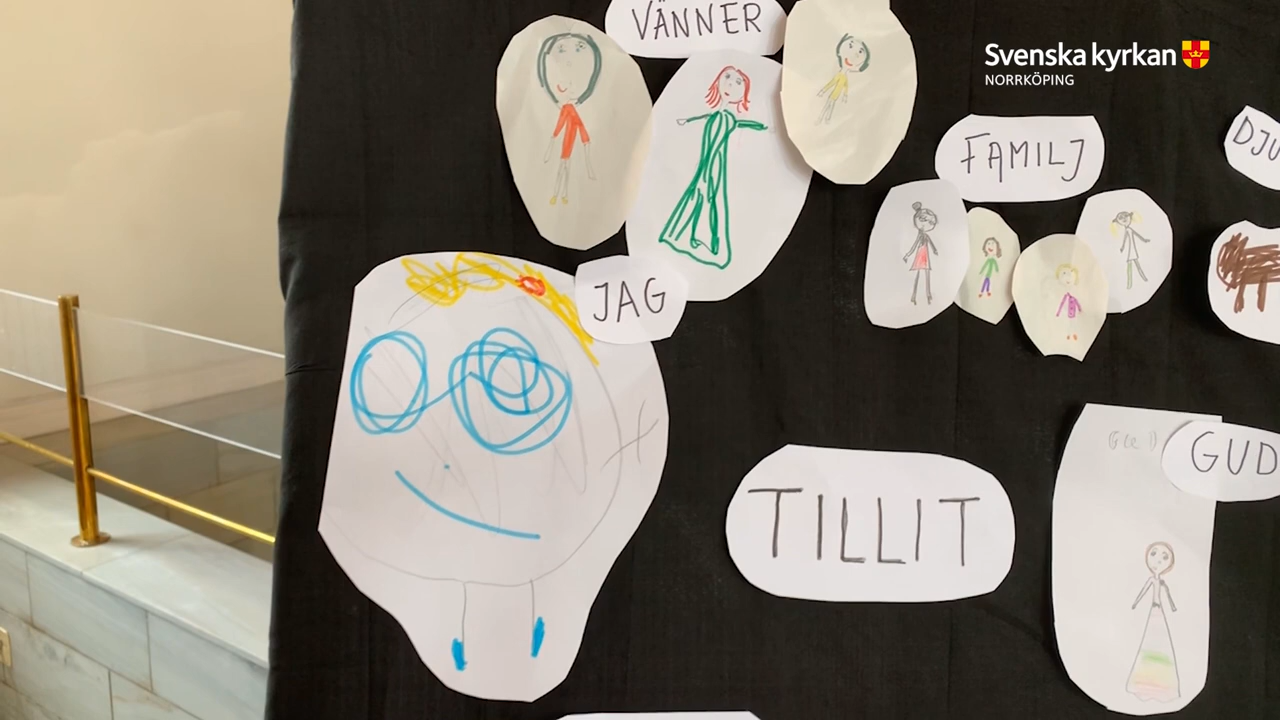 VÄNNER
Svenska kyrkan
NORRKÖPING
FAMILJ
JAG
GUD
TILLIT